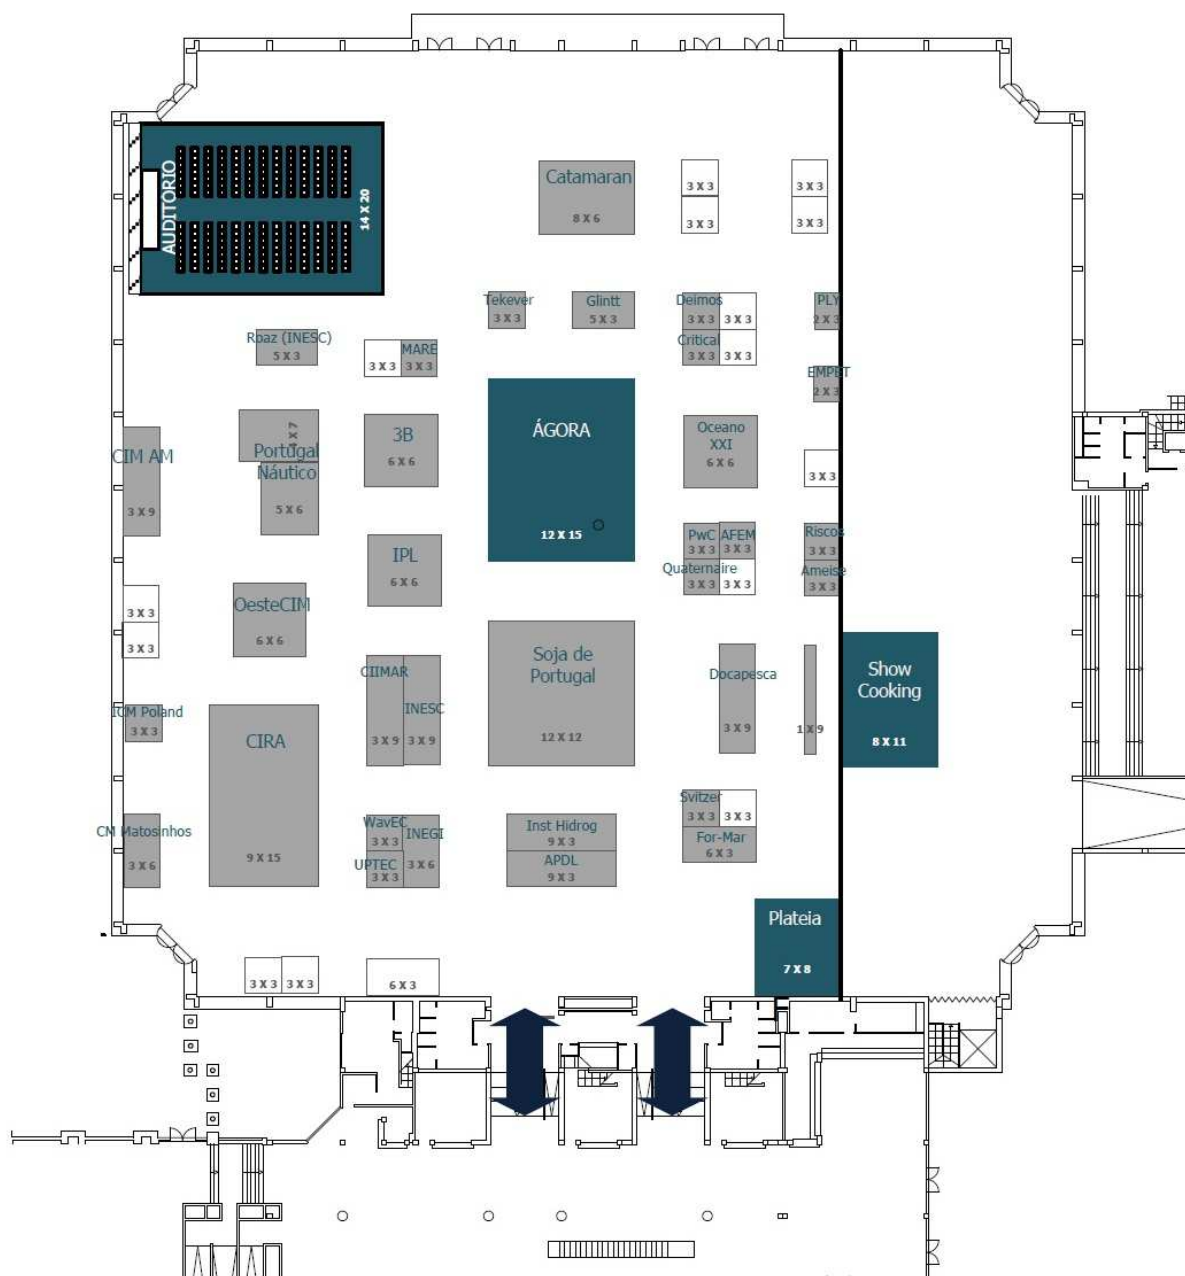 AUDITÓRIO
14 X 20
Catamaran
8 X 6
3 X 3
3 X 3
3 X 3
3 X 3
Tekever
3 X 3
Glintt
5 X 3
Deimos
3 X 3
3 X 3
Critical
3 X 3
3 X 3
PLY
2 X 3
Roaz (INESC)
5 X 3
3 X 3
MARE
3 X 3
EMPET
2 X 3
CIM AM
3 X 9
4 X 7
Portugal
Náutico
5 X 6
3B
6 X 6
ÁGORA
12 X 15
Oceano
XXI
6 X 6
3 X 3
IPL
6 X 6
PwC
3 X 3
AFEM
3 X 3
Quaternaire
3 X 3
3 X 3
Riscos
3 X 3
Ameise
3 X 3
3 X 3
3 X 3
OesteCIM
6 X 6
CIIMAR
3 X 9
INESC
3 X 9
Soja de
Portugal
12 X 12
Docapesca
3 X 9
1 X 9
Show
Cooking
8 X 11
ICM Poland
3 X 3
CIRA
9 X 15
CM Matosinhos
3 X 6
WavEC
3 X 3
INEGI
3 X 6
UPTEC
3 X 3
Inst Hidrog
9 X 3
APDL
9 X 3
Svitzer
3 X 3
3 X 3
For-Mar
6 X 3
Plateia
7 X 8
3 X 3
3 X 3
6 X 3